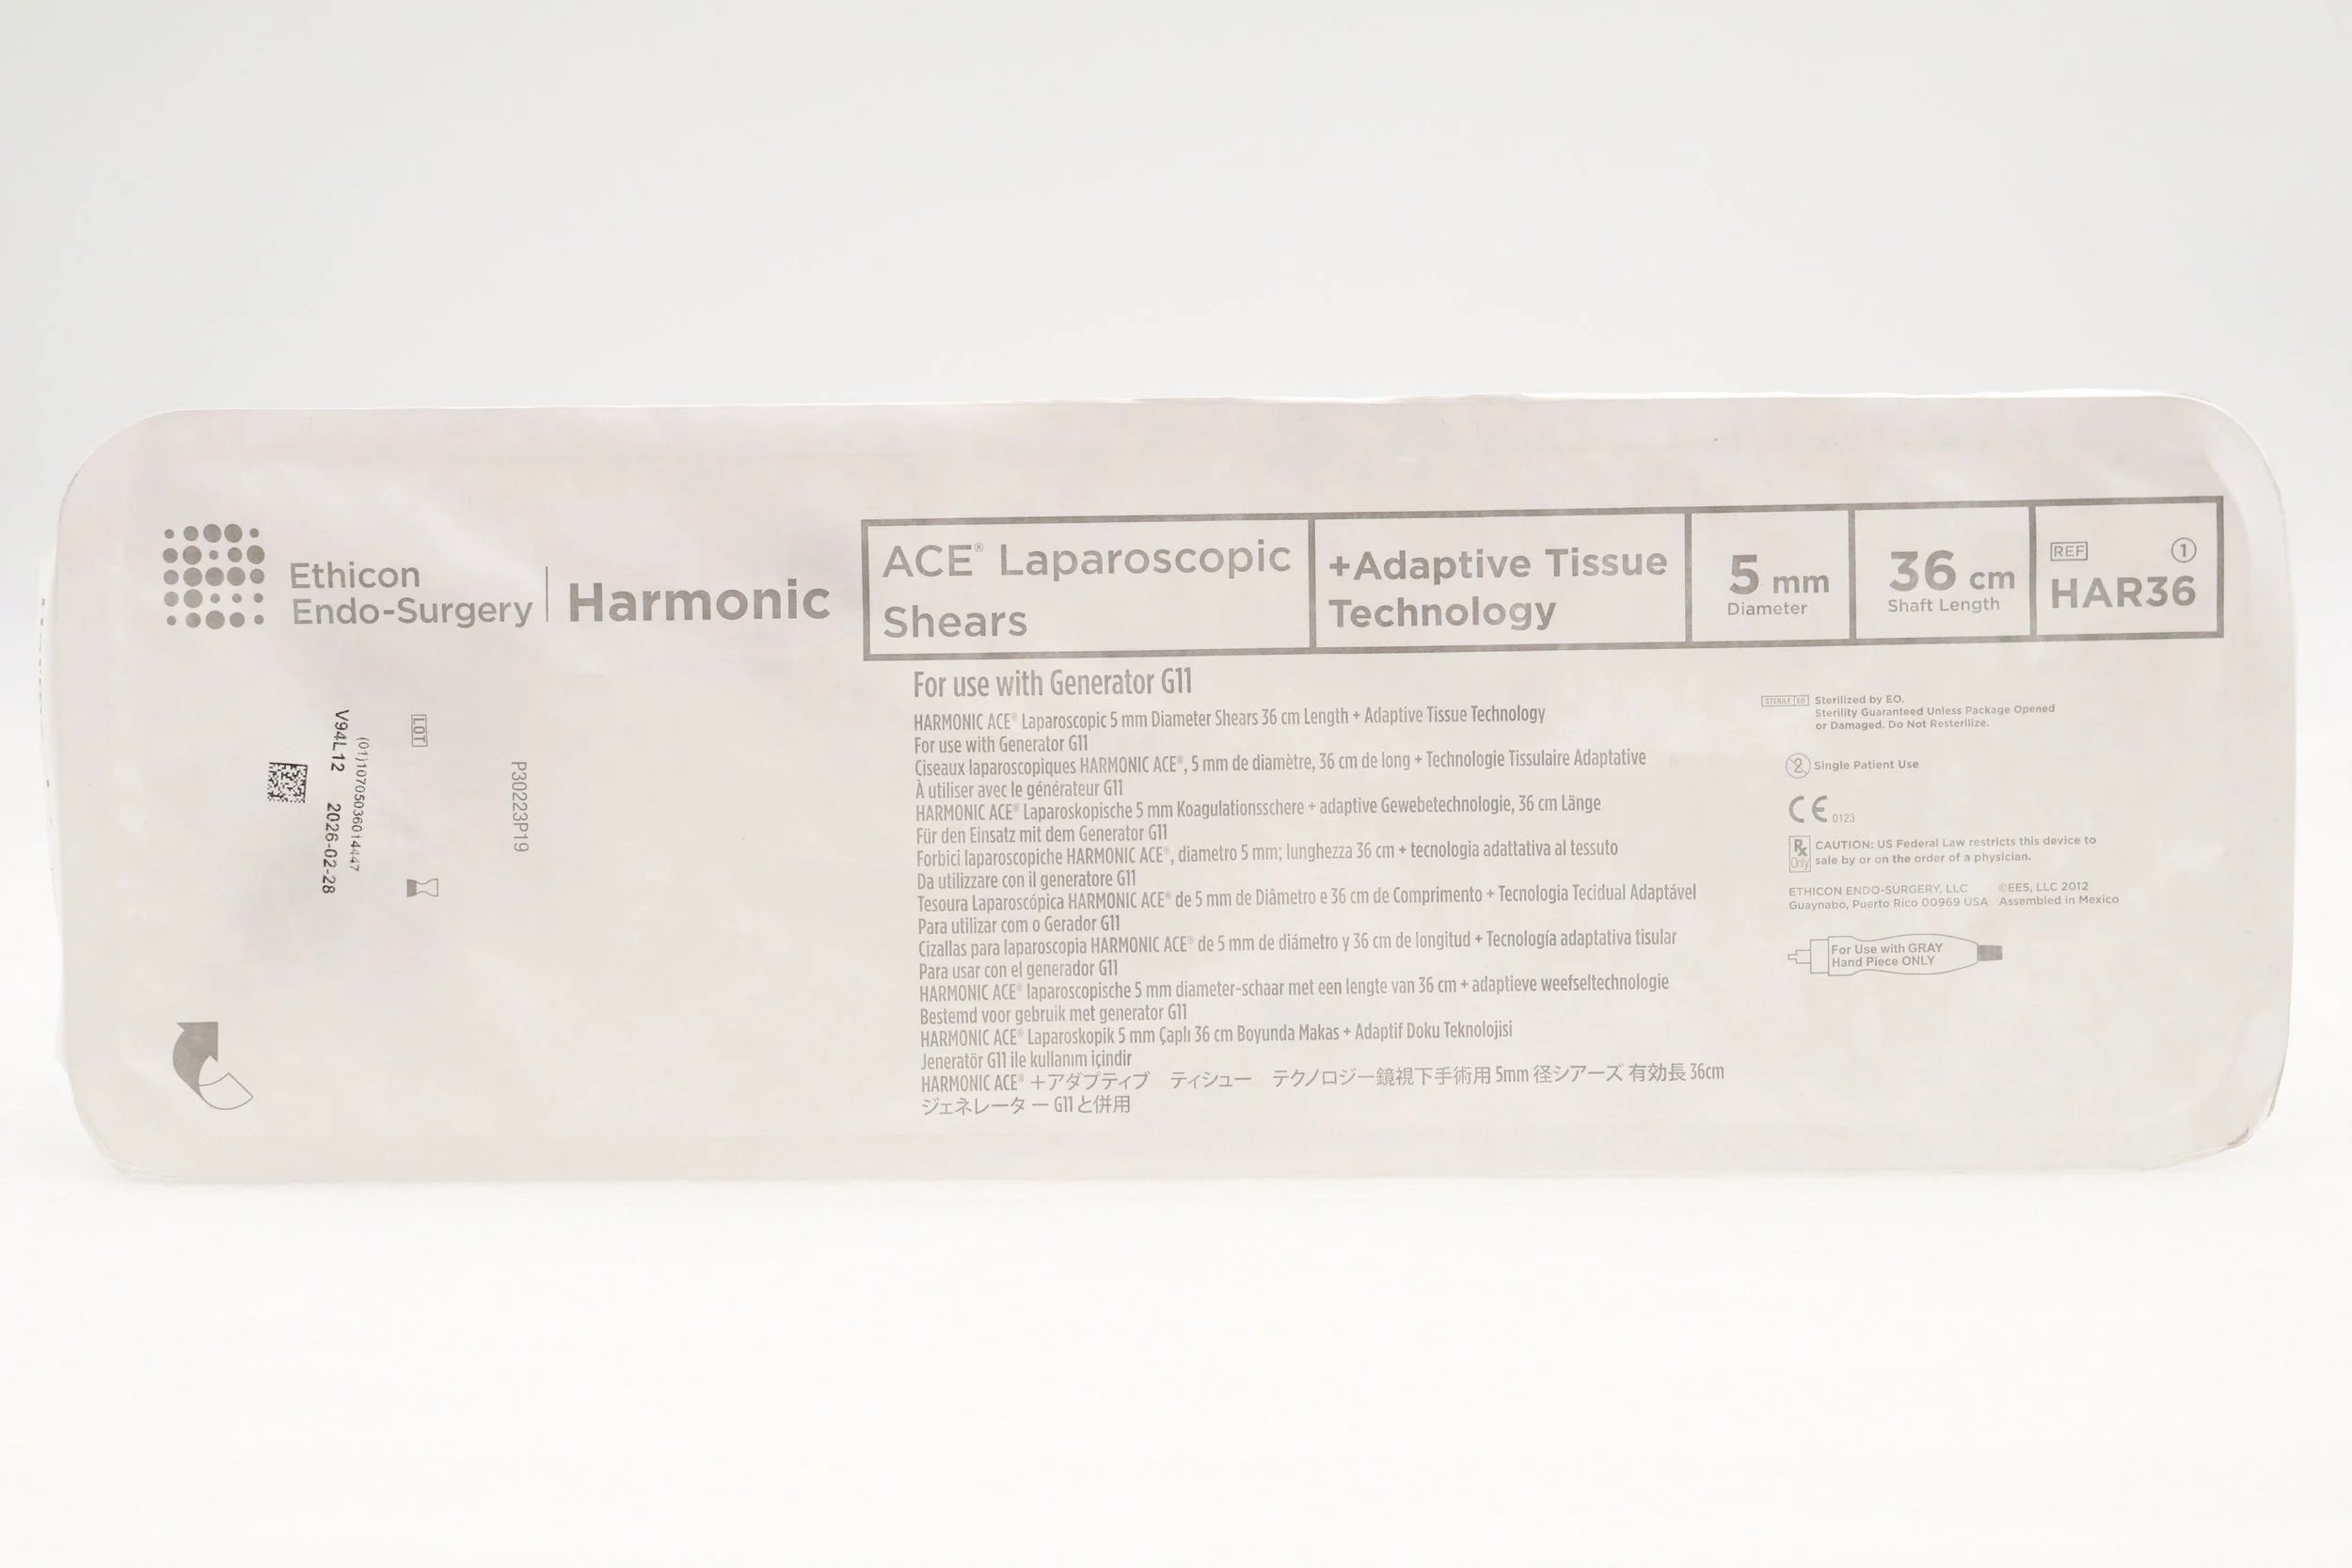 Ethicon
Endo-Surgery
Harmonic
ACE® Laparoscopic
Shears
+Adaptive Tissue
Technology
5 mm
Diameter
36 cm
Shaft Length
REF
1
HAR36
For use with Generator G11
HARMONIC ACE® Laparoscopic 5 mm Diameter Shears 36 cm Length + Adaptive Tissue Technology
For use with Generator G11
Ciseaux laparoscopiques HARMONIC ACE®, 5 mm de diamètre, 36 cm de long + Technologie Tissulaire Adaptative
À utiliser avec le générateur G11
HARMONIC ACE® Laparoskopische 5 mm Koagulationsschere + adaptive Gewebetechnologie, 36 cm Länge
Für den Einsatz mit dem Generator G11
Forbici laparoscopiche HARMONIC ACE®, diametro 5 mm; lunghezza 36 cm + tecnologia adattativa al tessuto
Da utilizzare con il generatore G11
Tesoura Laparoscópica HARMONIC ACE® de 5 mm de Diâmetro e 36 cm de Comprimento + Tecnologia Tecidual Adaptável
Para utilizar com o Gerador G11
Cizallas para laparoscopia HARMONIC ACE® de 5 mm de diámetro y 36 cm de longitud + Tecnología adaptativa tisular
Para usar con el generador G11
HARMONIC ACE® laparoscopische 5 mm diameter-schaar met een lengte van 36 cm + adaptieve weefseltechnologie
Bestemd voor gebruik met generator G11
HARMONIC ACE® Laparoskopik 5 mm Çaplı 36 cm Boyunda Makas + Adaptif Doku Teknolojisi
Jeneratör G11 ile kullanım içindir
HARMONIC ACE® +アダプティブ ティシュー テクノロジー鏡視下手術用 5mm 径シアーズ 有効長 36cm
ジェネレーター G11 と併用
STERILE EO
Sterilized by EO.
Sterility Guaranteed Unless Package Opened
or Damaged. Do Not Resterilize.
2
Single Patient Use
CE 0123
Rx Only
CAUTION: US Federal Law restricts this device to
sale by or on the order of a physician.
ETHICON ENDO-SURGERY, LLC ©EES, LLC 2012
Guaynabo, Puerto Rico 00969 USA Assembled in Mexico
For Use with GRAY
Hand Piece ONLY
P30223P19
LOT
(01)10705036014447
V94L12 2026-02-28